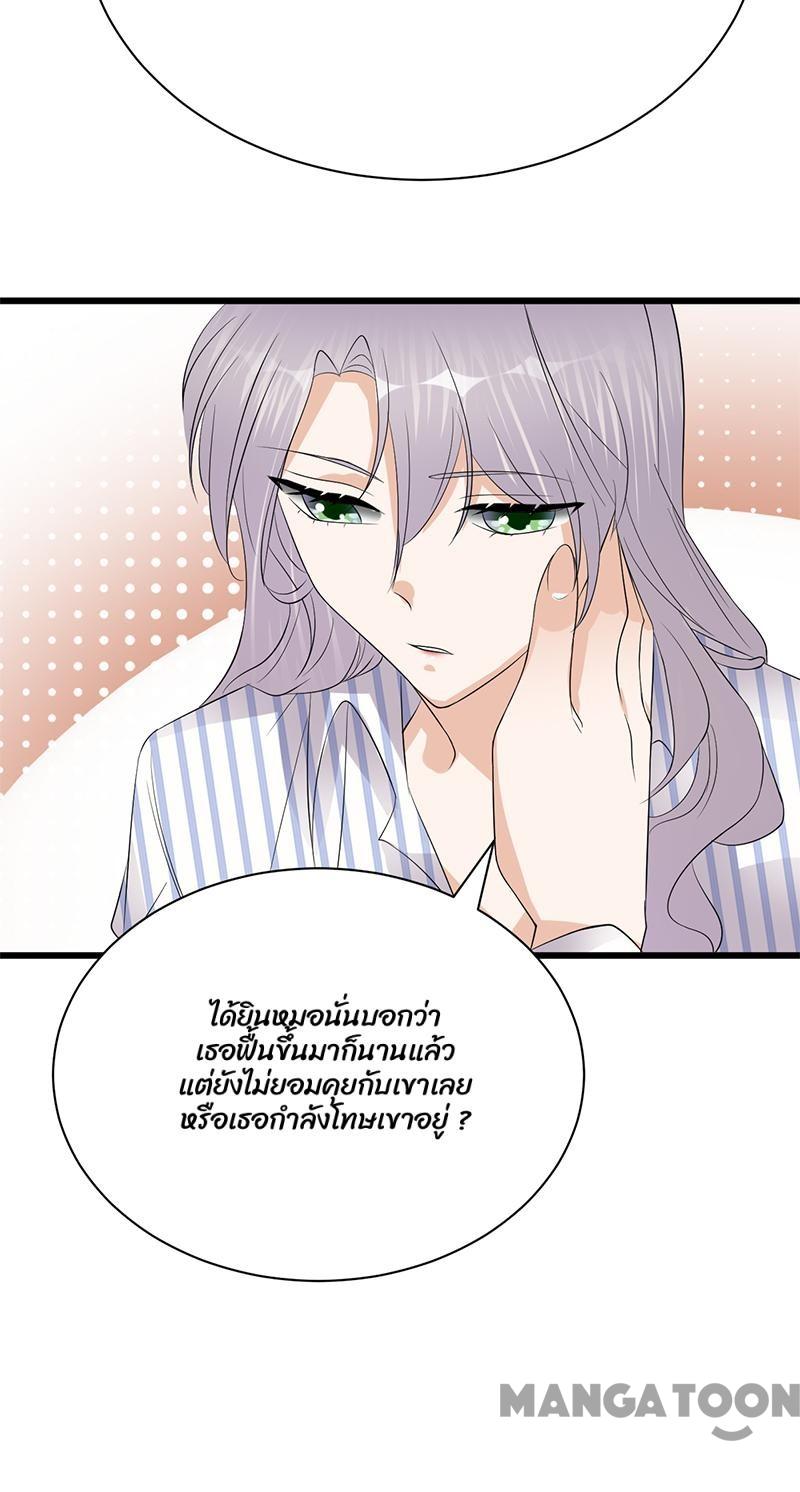 ได้ยินหมอนั่นบอกว่า
เธอฟื้นขึ้นมาก็นานแล้ว
แต่ยังไม่ยอมคุยกับเขาเลย
หรือเธอกำลังโทษเขาอยู่ ?
MANGATOON